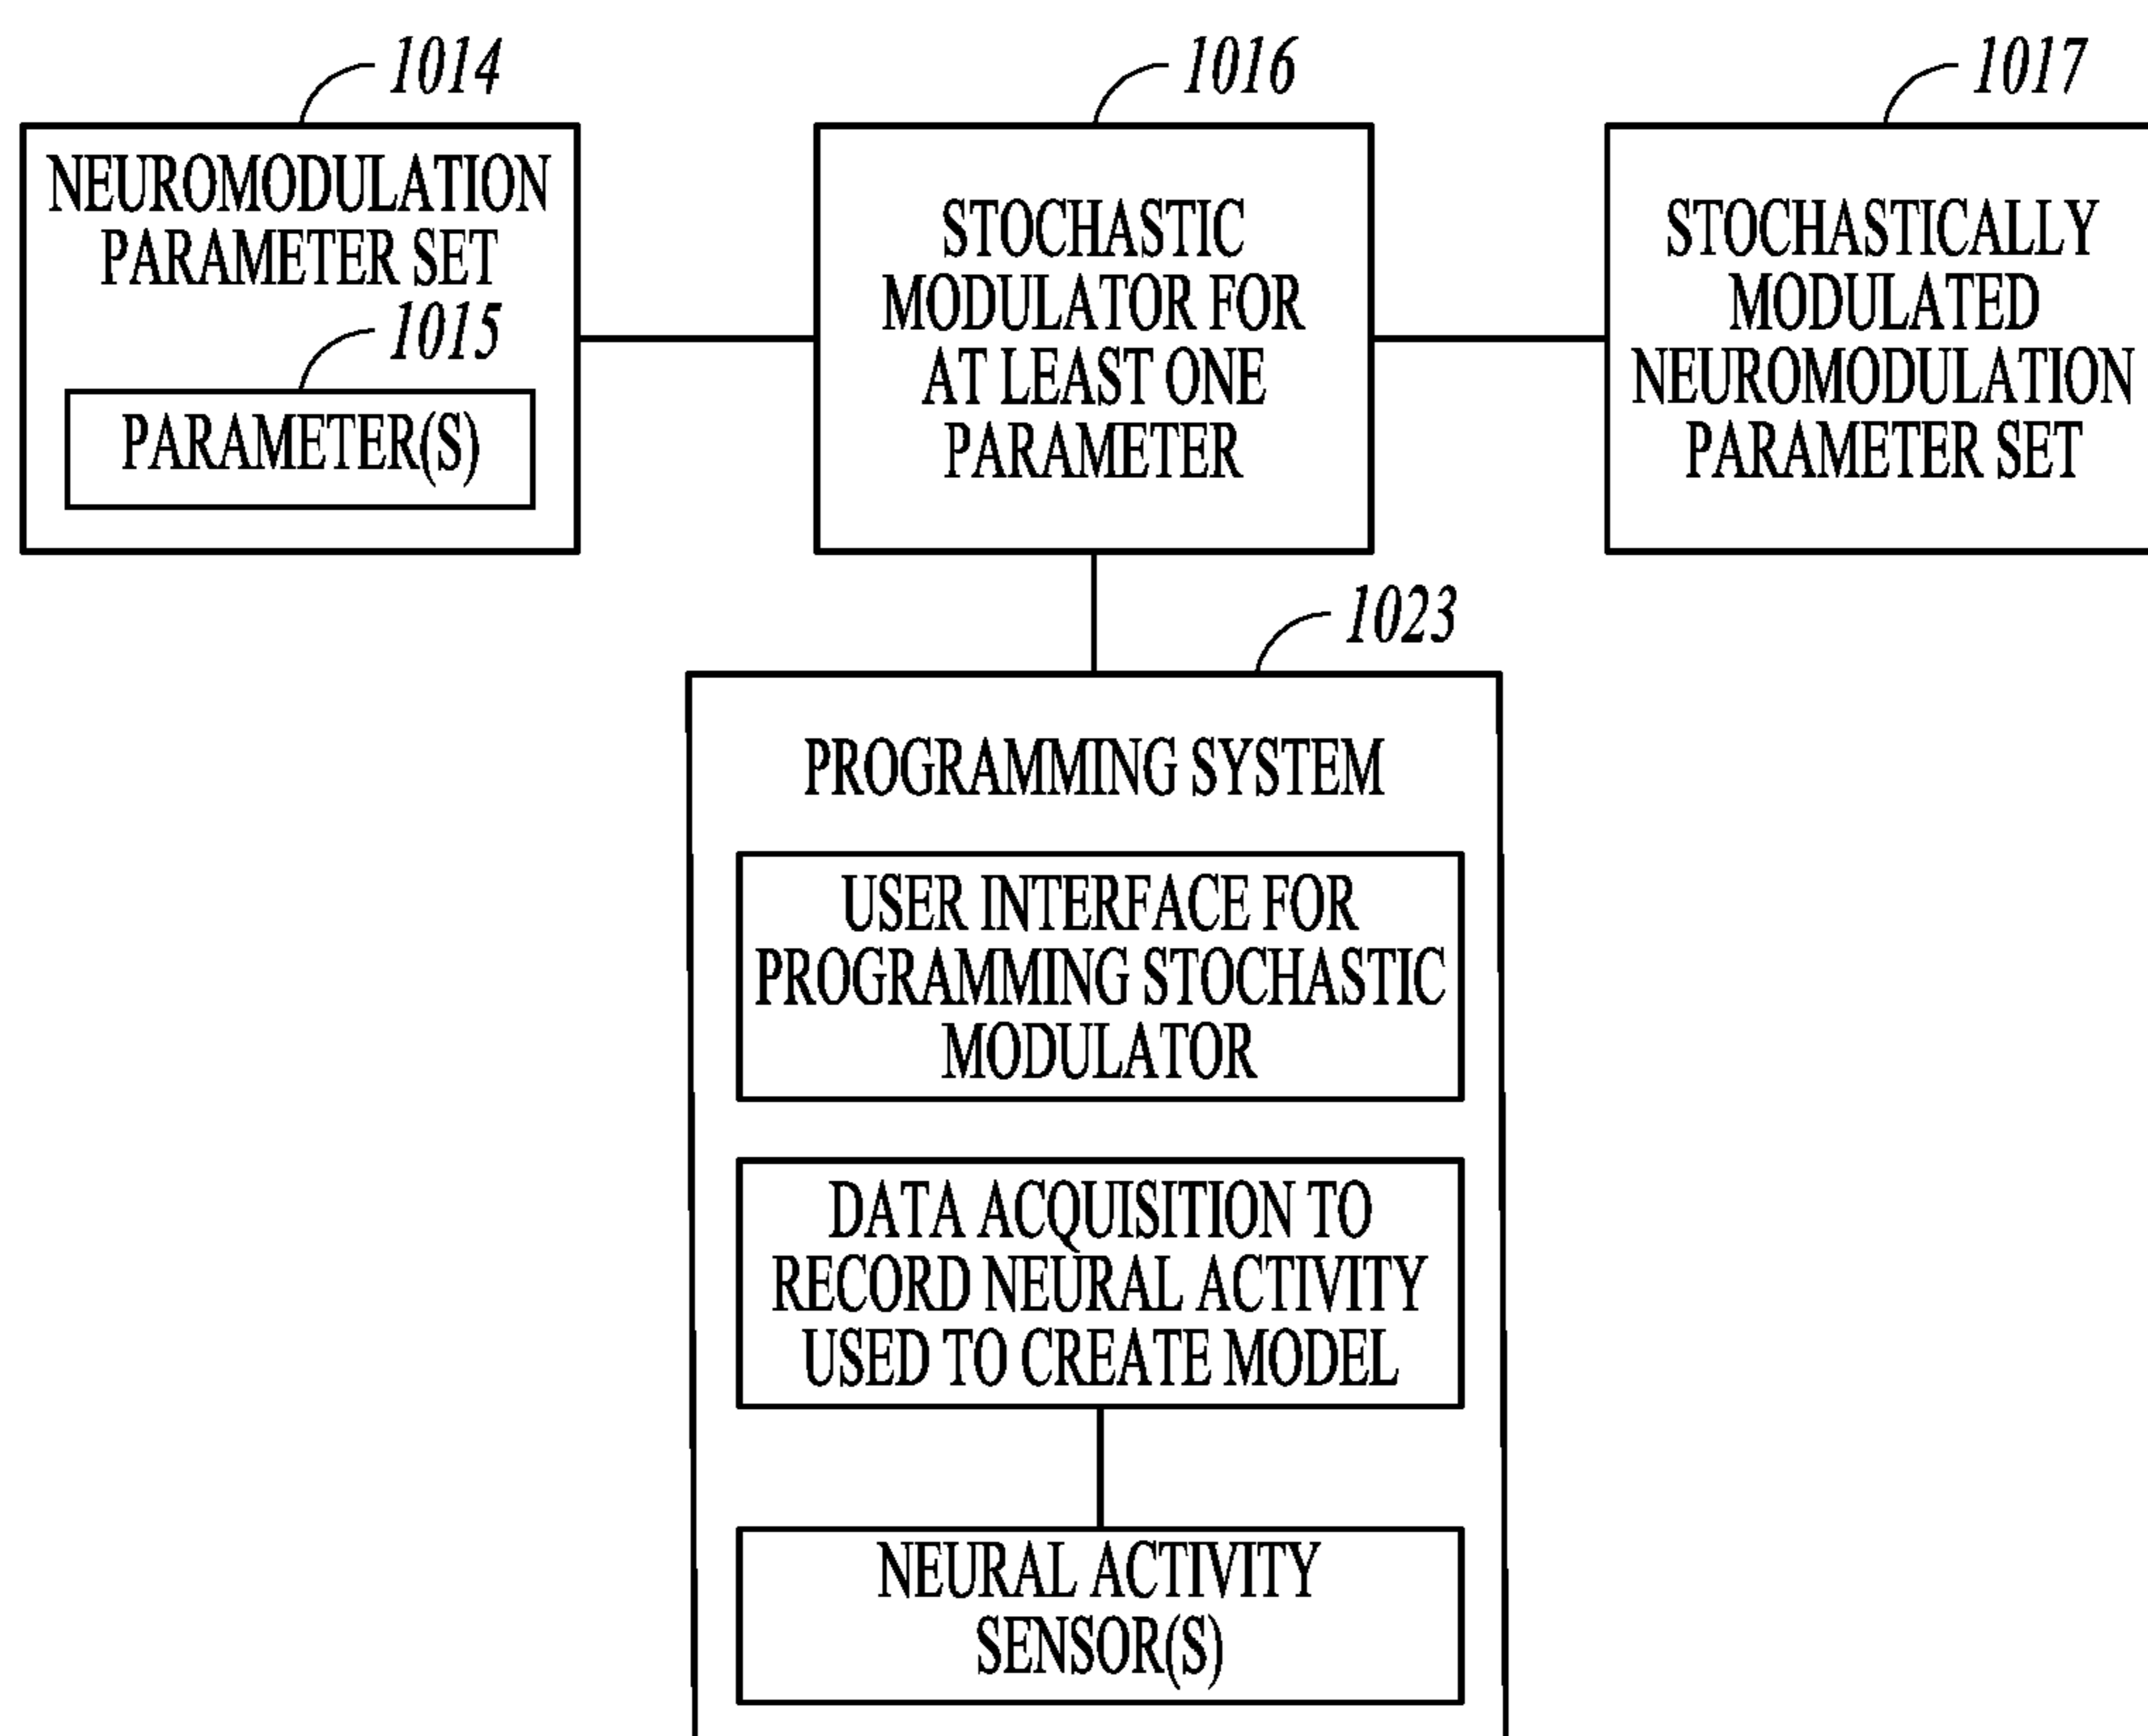 1014
NEUROMODULATION
PARAMETER SET
1015
PARAMETER(S)
1016
STOCHASTIC
MODULATOR FOR
AT LEAST ONE
PARAMETER
1017
STOCHASTICALLY
MODULATED
NEUROMODULATION
PARAMETER SET
1023
PROGRAMMING SYSTEM
USER INTERFACE FOR
PROGRAMMING STOCHASTIC
MODULATOR
DATA ACQUISITION TO
RECORD NEURAL ACTIVITY
USED TO CREATE MODEL
NEURAL ACTIVITY
SENSOR(S)